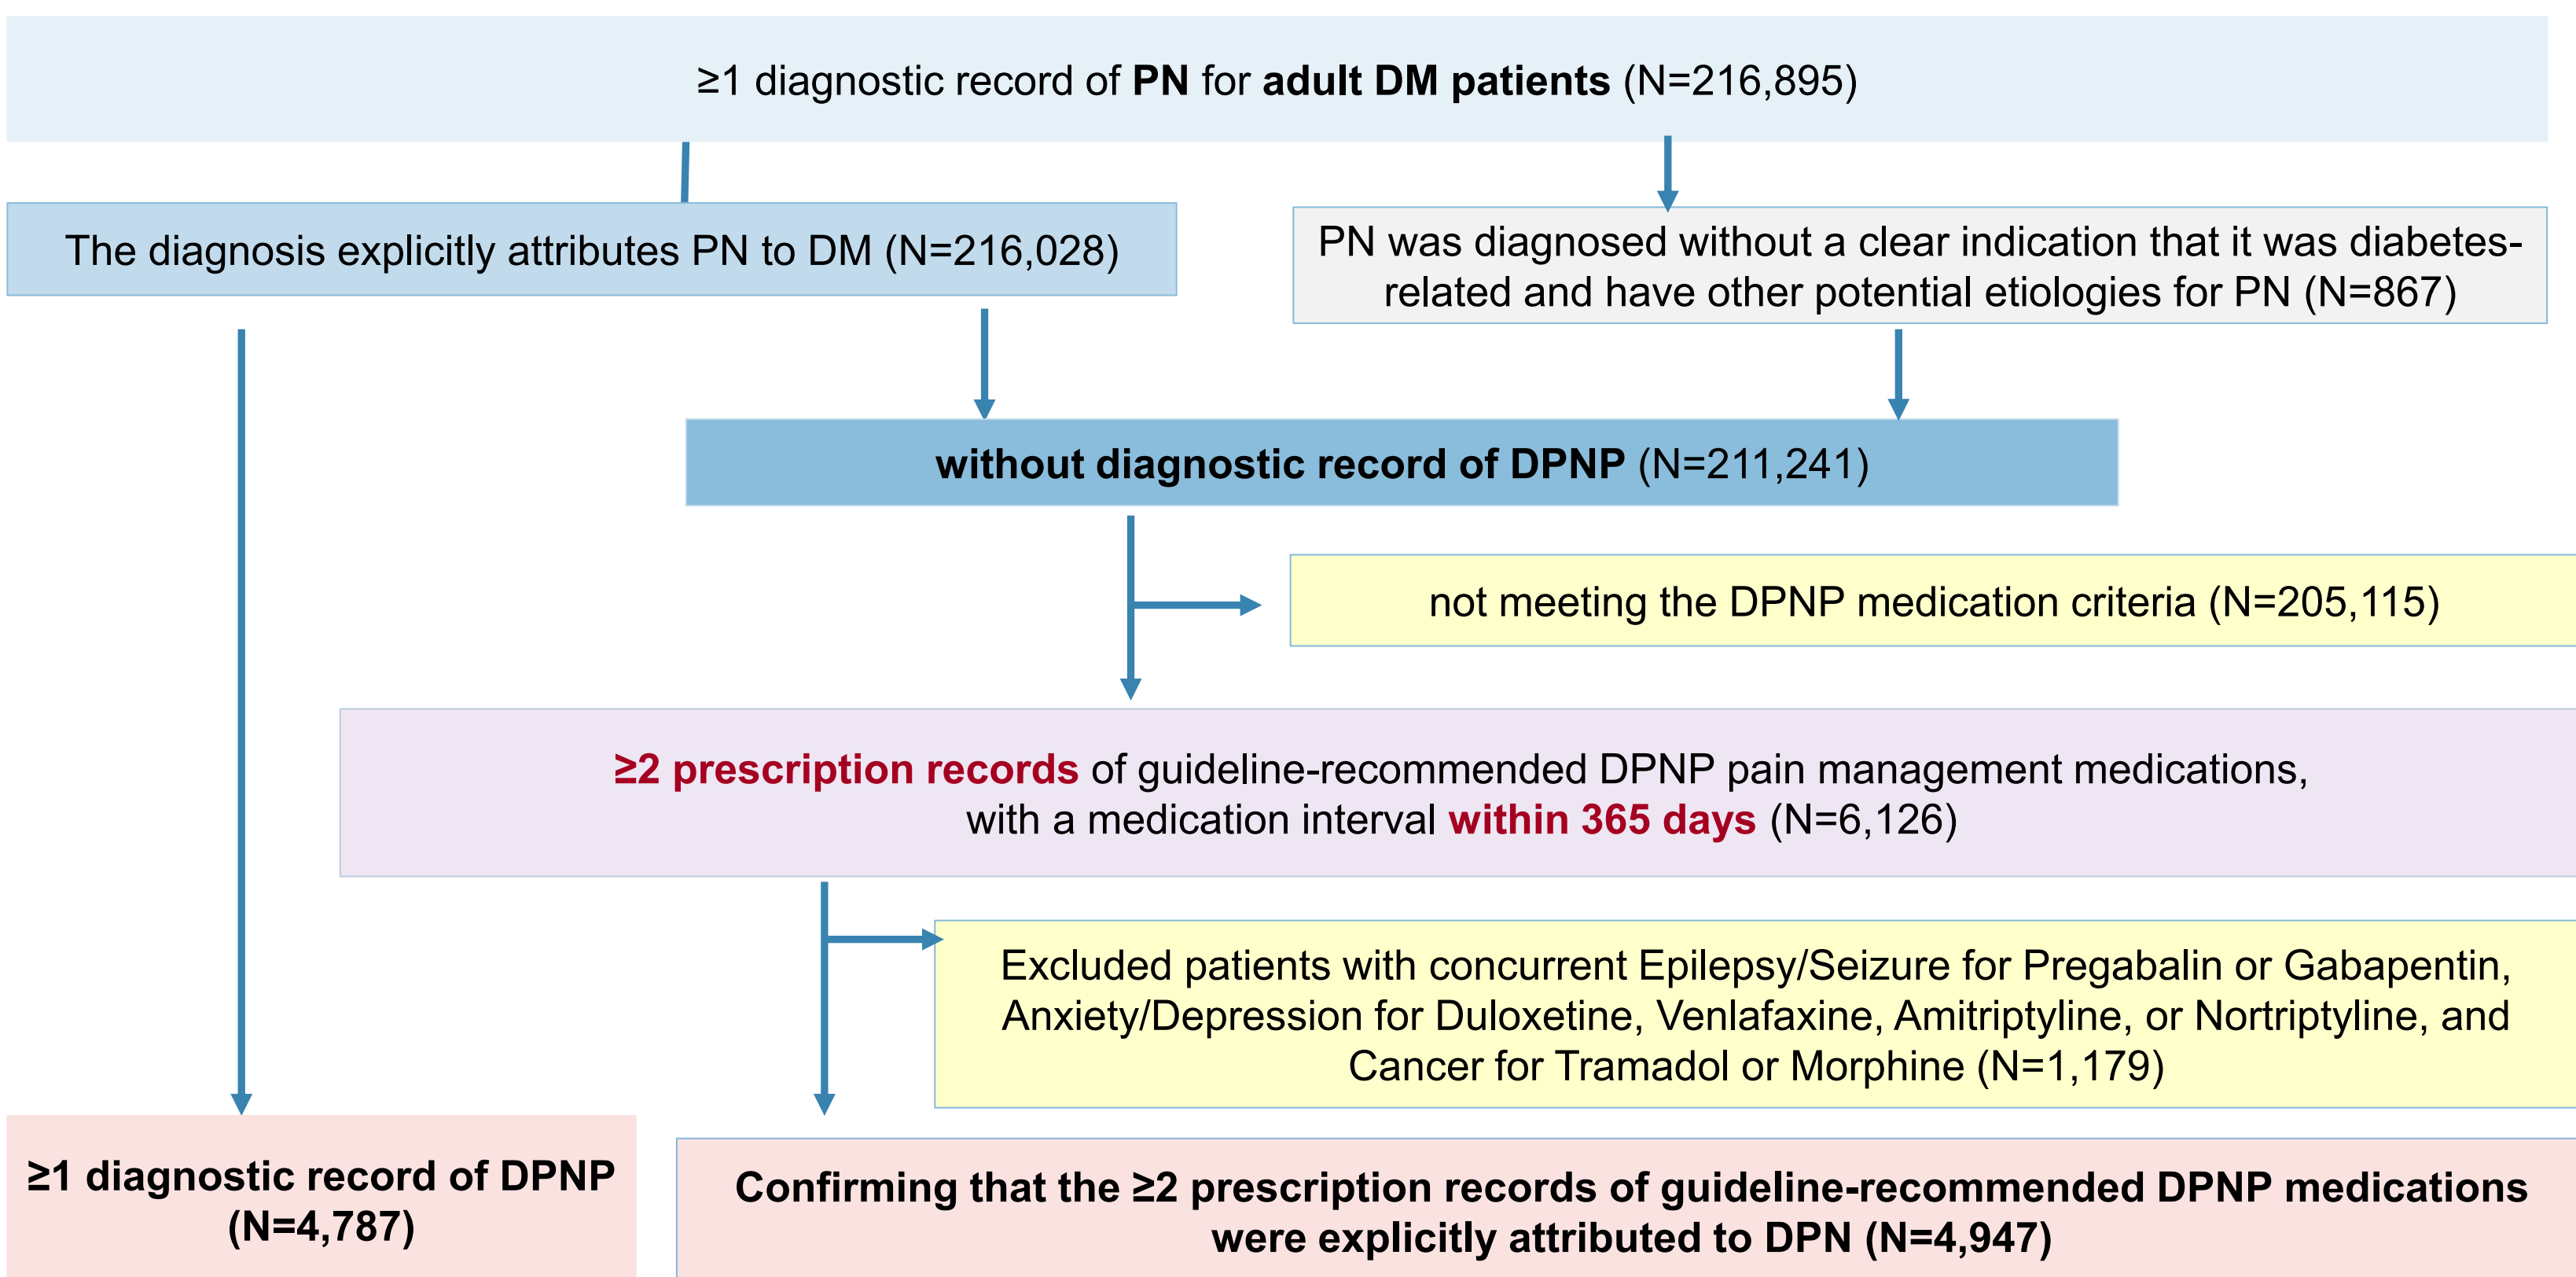 ≥1 diagnostic record of PN for adult DM patients (N=216,895)
The diagnosis explicitly attributes PN to DM (N=216,028)
PN was diagnosed without a clear indication that it was diabetes-
related and have other potential etiologies for PN (N=867)
without diagnostic record of DPNP (N=211,241)
not meeting the DPNP medication criteria (N=205,115)
≥2 prescription records of guideline-recommended DPNP pain management medications,
with a medication interval within 365 days (N=6,126)
Excluded patients with concurrent Epilepsy/Seizure for Pregabalin or Gabapentin,
Anxiety/Depression for Duloxetine, Venlafaxine, Amitriptyline, or Nortriptyline, and
Cancer for Tramadol or Morphine (N=1,179)
≥1 diagnostic record of DPNP
(N=4,787)
Confirming that the ≥2 prescription records of guideline-recommended DPNP medications
were explicitly attributed to DPN (N=4,947)